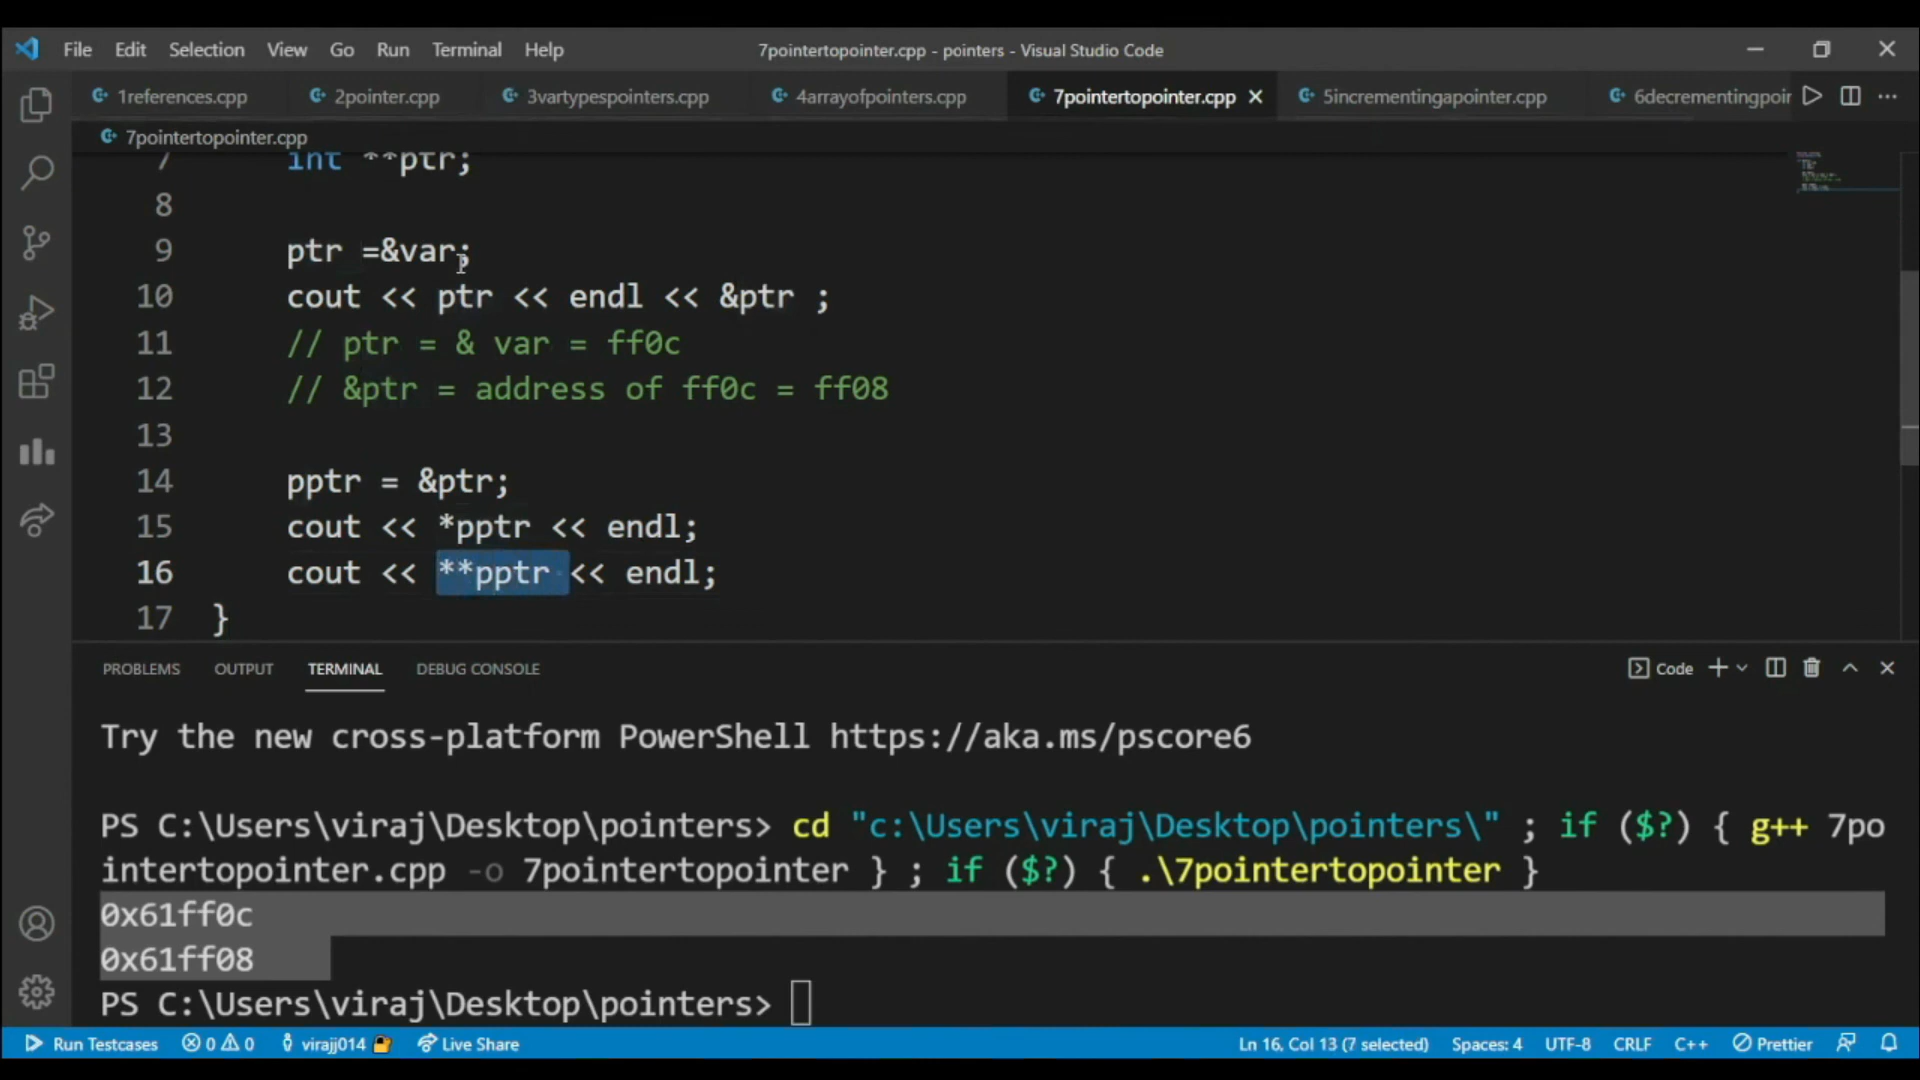 File Edit Selection View Go Run Terminal Help 7pointertopointer.cpp - pointers - Visual Studio Code
1references.cpp 2pointer.cpp 3vartypespointers.cpp 4arrayofpointers.cpp 7pointertopointer.cpp 5incrementingapointer.cpp 6decrementingpoir
7pointertopointer.cpp
7 int **ptr;
8
9 ptr =&var;
10 cout << ptr << endl << &ptr ;
11 // ptr = & var = ff0c
12 // &ptr = address of ff0c = ff08
13
14 pptr = &ptr;
15 cout << *pptr << endl;
16 cout << **pptr << endl;
17 }
PROBLEMS OUTPUT TERMINAL DEBUG CONSOLE Code
Try the new cross-platform PowerShell https://aka.ms/pscore6
PS C:\Users\viraj\Desktop\pointers> cd "c:\Users\viraj\Desktop\pointers\" ; if ($?) { g++ 7po
intertopointer.cpp -o 7pointertopointer } ; if ($?) { .\7pointertopointer }
0x61ff0c
0x61ff08
PS C:\Users\viraj\Desktop\pointers>
Run Testcases 0 0 virajj014 Live Share Ln 16, Col 13 (7 selected) Spaces: 4 UTF-8 CRLF C++ Prettier